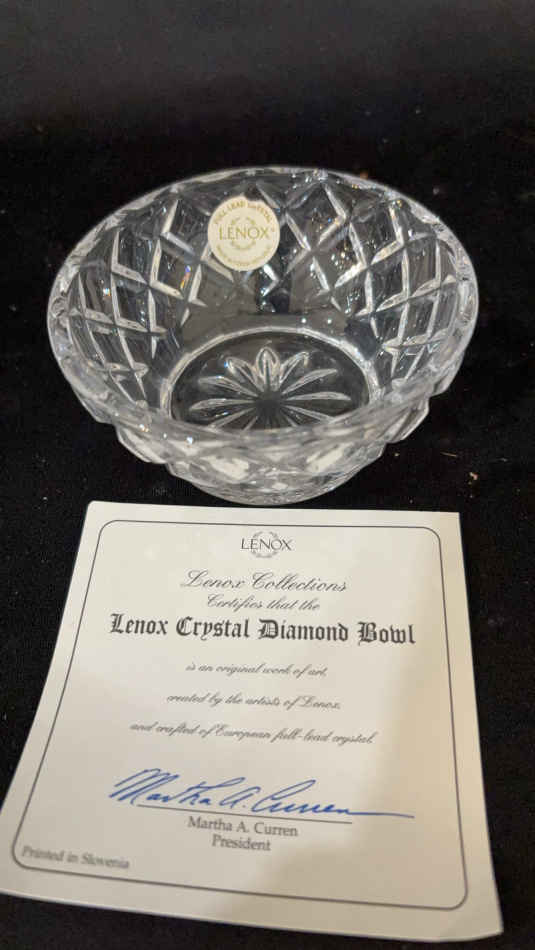 FULL LEAD CRYSTAL
LENOX
LENOX
Lenox Collections
Certifies that the
Lenox Crystal Diamond Bowl
is an original work of art,
created by the artists of Lenox,
and crafted of European full-lead crystal.
Martha A. Curren
Martha A. Curren
President
Printed in Slovenia